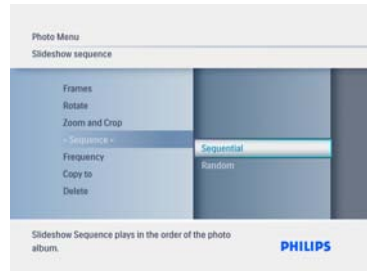 Photo Menu
Slideshow sequence
Frames
Rotate
Zoom and Crop
- Sequence -
Frequency
Copy to
Delete
Sequential
Random
Slideshow Sequence plays in the order of the photo
album.
PHILIPS